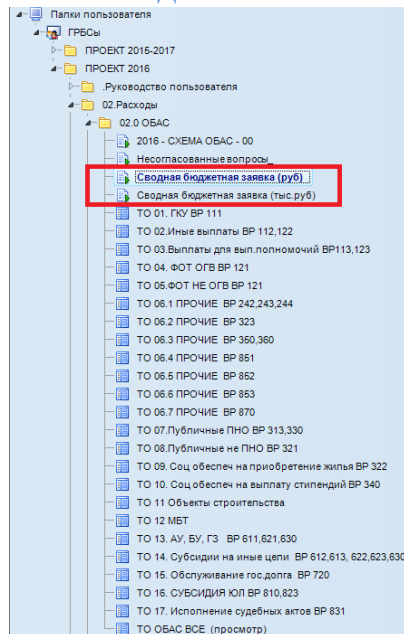 Папки пользователя
ГРБСы
ПРОЕКТ 2015-2017
ПРОЕКТ 2016
.Руководство пользователя
02.Расходы
02.0 ОБАС
2016 - СХЕМА ОБАС - 00
Несогласованные вопросы_
Сводная бюджетная заявка (руб)
Сводная бюджетная заявка (тыс.руб)
ТО 01. ГКУ ВР 111
ТО 02.Иные выплаты ВР 112,122
ТО 03.Выплаты для вып.полномочий ВР113,123
ТО 04. ФОТ ОГВ ВР 121
ТО 05.ФОТ НЕ ОГВ ВР 121
ТО 06.1 ПРОЧИЕ ВР 242,243,244
ТО 06.2 ПРОЧИЕ ВР 323
ТО 06.3 ПРОЧИЕ ВР 350,360
ТО 06.4 ПРОЧИЕ ВР 851
ТО 06.5 ПРОЧИЕ ВР 852
ТО 06.6 ПРОЧИЕ ВР 853
ТО 06.7 ПРОЧИЕ ВР 870
ТО 07.Публичные ПНО ВР 313,330
ТО 08.Публичные не ПНО ВР 321
ТО 09. Соц обеспеч на приобретение жилья ВР 322
ТО 10. Соц обеспеч на выплату стипендий ВР 340
ТО 11 Объекты строительства
ТО 12 МБТ
ТО 13. АУ, БУ, ГЗ ВР 611,621,630
ТО 14. Субсидии на иные цели ВР 612,613, 622,623,630
ТО 15. Обслуживание гос.долга ВР 720
ТО 16. СУБСИДИЯ ЮЛ ВР 810,823
ТО 17. Исполнение судебных актов ВР 831
ТО ОБАС ВСЕ (просмотр)